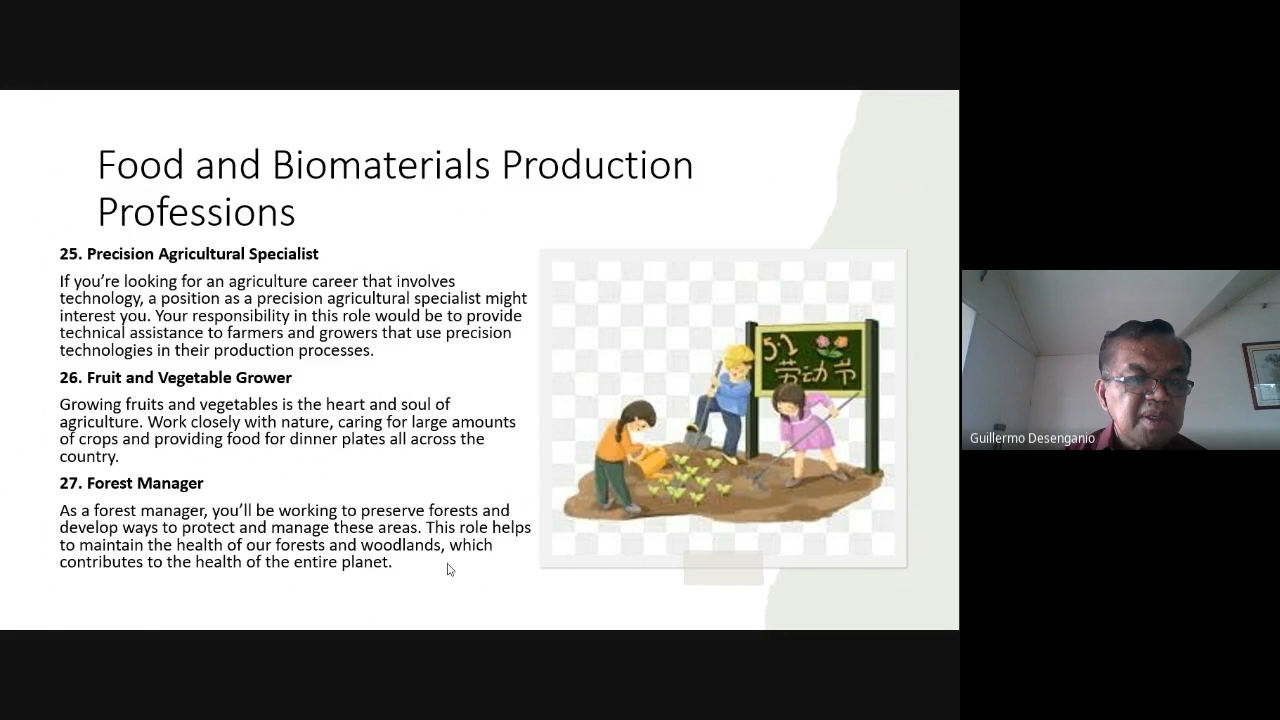 Food and Biomaterials Production
Professions
25. Precision Agricultural Specialist
If you’re looking for an agriculture career that involves
technology, a position as a precision agricultural specialist might
interest you. Your responsibility in this role would be to provide
technical assistance to farmers and growers that use precision
technologies in their production processes.
26. Fruit and Vegetable Grower
Growing fruits and vegetables is the heart and soul of
agriculture. Work closely with nature, caring for large amounts
of crops and providing food for dinner plates all across the
country.
27. Forest Manager
As a forest manager, you’ll be working to preserve forests and
develop ways to protect and manage these areas. This role helps
to maintain the health of our forests and woodlands, which
contributes to the health of the entire planet.
5·1
劳动节
Guillermo Desenganio